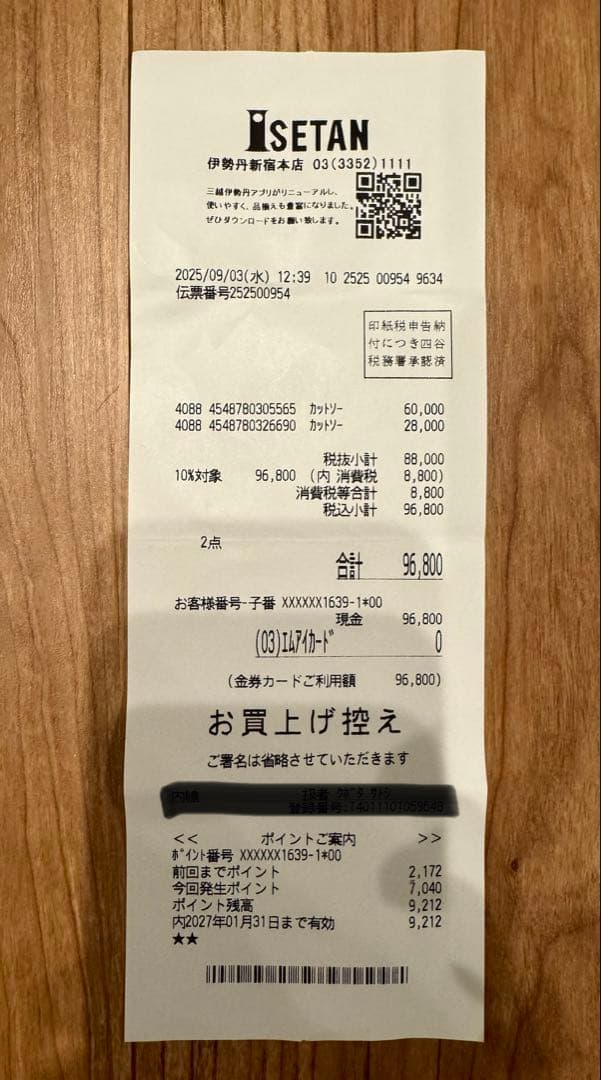 ISETAN
伊勢丹新宿本店 03(3352)1111
三越伊勢丹アプリがリニューアルし、
使いやすく、品揃えも豊富になりました。
ぜひダウンロードをお願い致します。
2025/09/03(水) 12:39 10 2525 00954 9634
伝票番号252500954
印紙税申告納
付につき四谷
税務署承認済
4088 4548780305565 ｶｯﾄｿｰ 60,000
4088 4548780326690 ｶｯﾄｿｰ 28,000
税抜小計 88,000
10%対象 96,800 (内 消費税 8,800)
消費税等合計 8,800
税込小計 96,800
2点
合計 96,800
お客様番号-子番 XXXXXX1639-1*00
現金 96,800
(03)ｴﾑｱｲｶｰﾄﾞ 0
(金券カードご利用額 96,800)
お買上げ控え
ご署名は省略させていただきます
内線 扱者
登録番号:
<< ポイントご案内 >>
ﾎﾟｲﾝﾄ番号 XXXXXX1639-1*00
前回までポイント 2,172
今回発生ポイント 7,040
ポイント残高 9,212
内2027年01月31日まで有効 9,212
★★